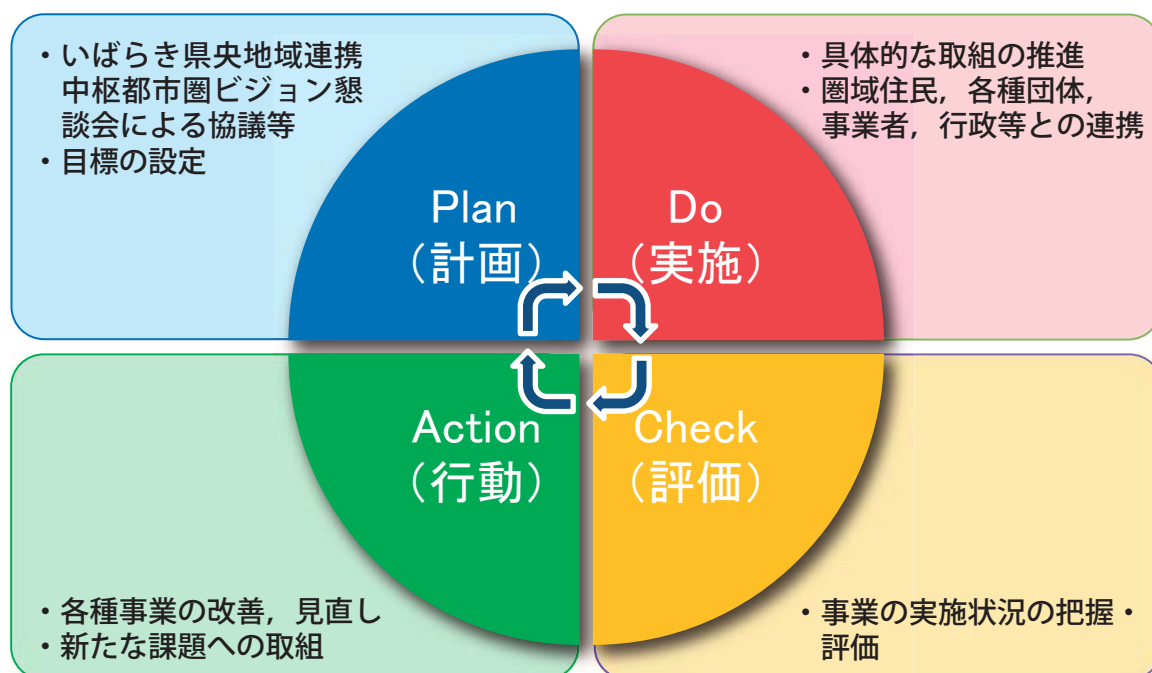 ・いばらき県央地域連携
中枢都市圏ビジョン懇
談会による協議等
・目標の設定
・具体的な取組の推進
・圏域住民，各種団体，
事業者，行政等との連携
Plan
（計画）
Do
（実施）
Action
（行動）
Check
（評価）
・各種事業の改善，見直し
・新たな課題への取組
・事業の実施状況の把握・
評価